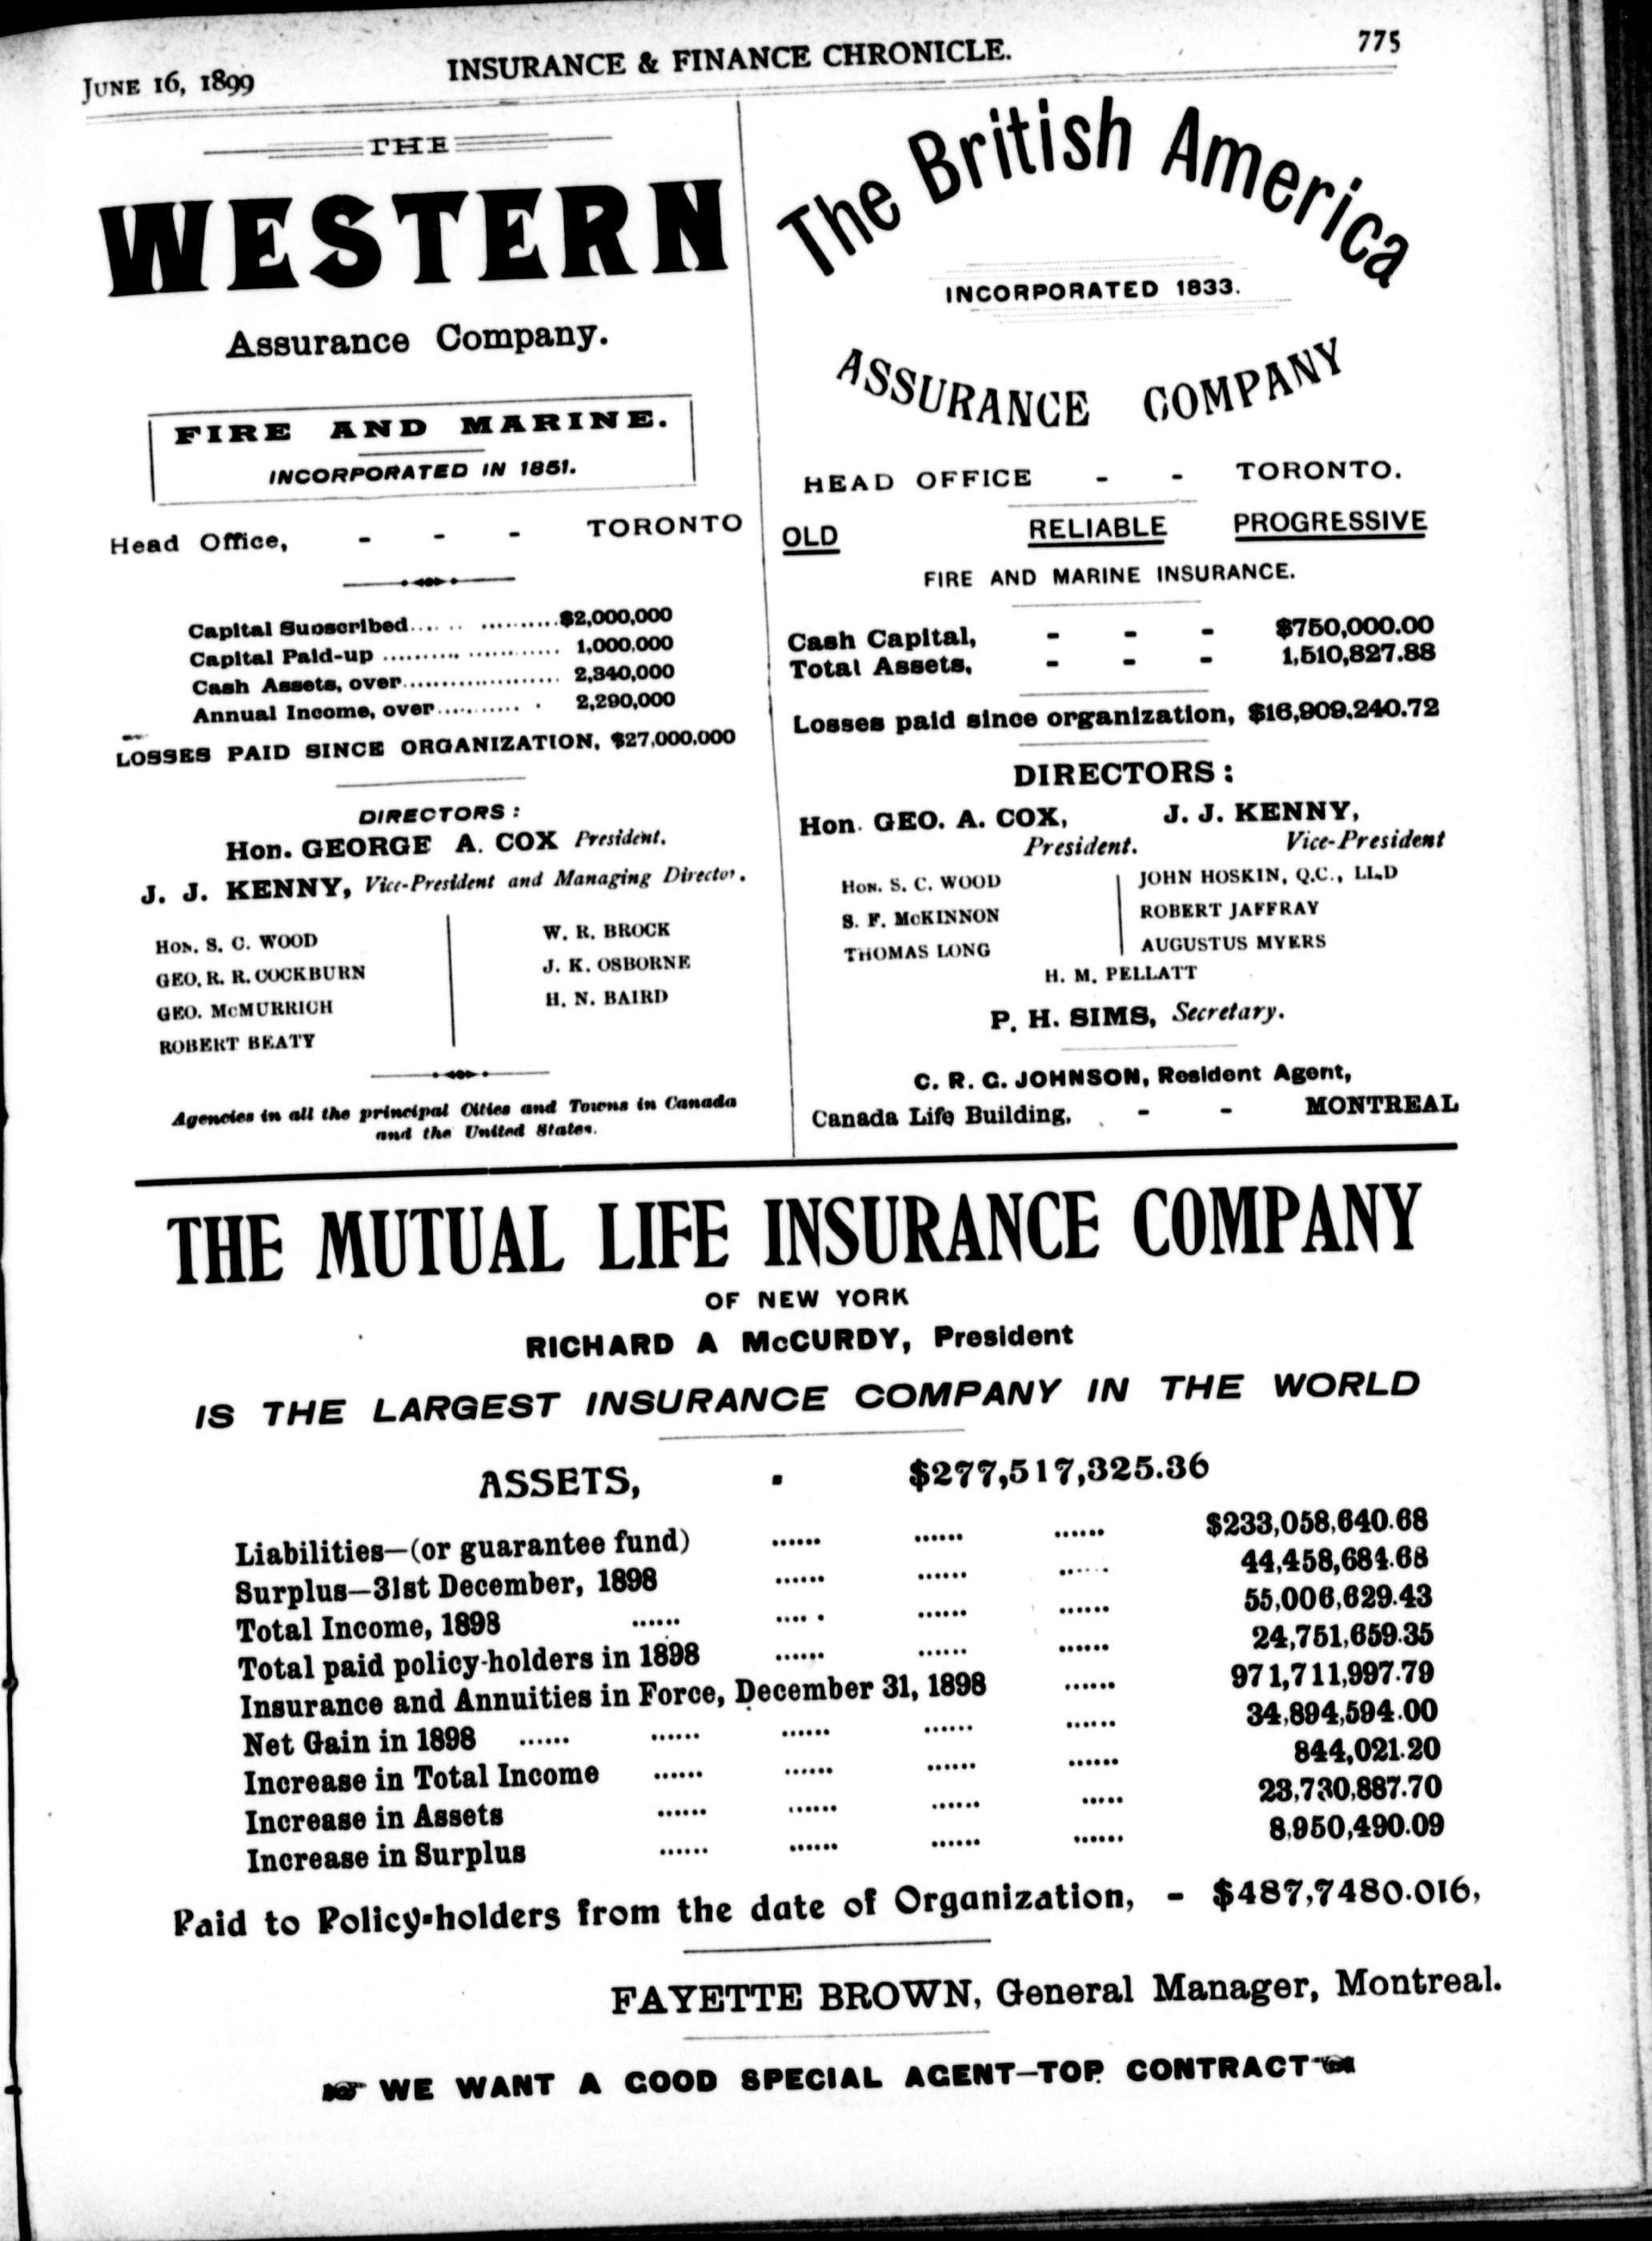 JUNE 16, 1899 INSURANCE & FINANCE CHRONICLE. 775
THE
WESTERN
Assurance Company.
FIRE AND MARINE.
INCORPORATED IN 1851.
Head Office, - - - TORONTO
Capital Suoscribed.... .. ..........$2,000,000
Capital Paid-up .......... ............ 1,000,000
Cash Assets, over..................... 2,340,000
Annual Income, over........... . 2,290,000
LOSSES PAID SINCE ORGANIZATION, $27,000,000
DIRECTORS :
Hon. GEORGE A. COX President.
J. J. KENNY, Vice-President and Managing Director.
HON. S. C. WOOD
GEO. R. R. COCKBURN
GEO. McMURRICH
ROBERT BEATY
W. R. BROCK
J. K. OSBORNE
H. N. BAIRD
Agencies in all the principal Cities and Towns in Canada
and the United States.
The British America
INCORPORATED 1833.
ASSURANCE COMPANY
HEAD OFFICE - - TORONTO.
OLD RELIABLE PROGRESSIVE
FIRE AND MARINE INSURANCE.
Cash Capital, - - - $750,000.00
Total Assets, - - - 1,510,827.88
Losses paid since organization, $16,909,240.72
DIRECTORS :
Hon. GEO. A. COX, J. J. KENNY,
President. Vice-President
HON. S. C. WOOD
S. F. McKINNON
THOMAS LONG
JOHN HOSKIN, Q.C., LL.D
ROBERT JAFFRAY
AUGUSTUS MYERS
H. M. PELLATT
P. H. SIMS, Secretary.
C. R. G. JOHNSON, Resident Agent,
Canada Life Building, - - MONTREAL
THE MUTUAL LIFE INSURANCE COMPANY
OF NEW YORK
RICHARD A McCURDY, President
IS THE LARGEST INSURANCE COMPANY IN THE WORLD
ASSETS, - $277,517,325.36
Liabilities—(or guarantee fund) ...... ...... ...... $233,058,640.68
Surplus—31st December, 1898 ...... ...... ...... 44,458,684.68
Total Income, 1898 ...... .... . ...... ...... 55,006,629.43
Total paid policy-holders in 1898 ...... ...... ...... 24,751,659.35
Insurance and Annuities in Force, December 31, 1898 ...... 971,711,997.79
Net Gain in 1898 ...... ...... ...... ...... ...... 34,894,594.00
Increase in Total Income ...... ...... ...... ...... 844,021.20
Increase in Assets ...... ...... ...... ..... 23,730,887.70
Increase in Surplus ...... ...... ...... ...... 8,950,490.09
Paid to Policy-holders from the date of Organization, - $487,7480.016,
FAYETTE BROWN, General Manager, Montreal.
WE WANT A GOOD SPECIAL AGENT—TOP CONTRACT